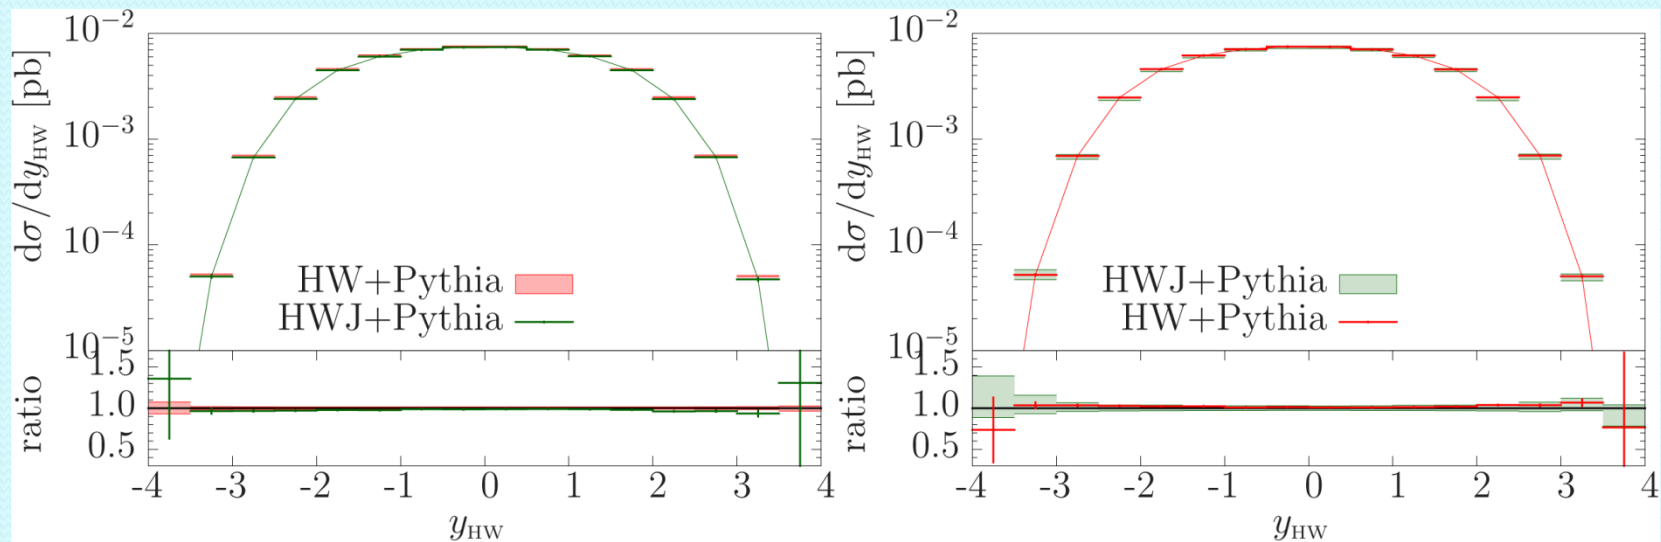 10⁻²
10⁻³
10⁻⁴
10⁻⁵
dσ/dy_HW [pb]
HW+Pythia
HWJ+Pythia
1.5
1.0
0.5
ratio
-4 -3 -2 -1 0 1 2 3 4
y_HW
10⁻²
10⁻³
10⁻⁴
10⁻⁵
dσ/dy_HW [pb]
HWJ+Pythia
HW+Pythia
1.5
1.0
0.5
ratio
-4 -3 -2 -1 0 1 2 3 4
y_HW